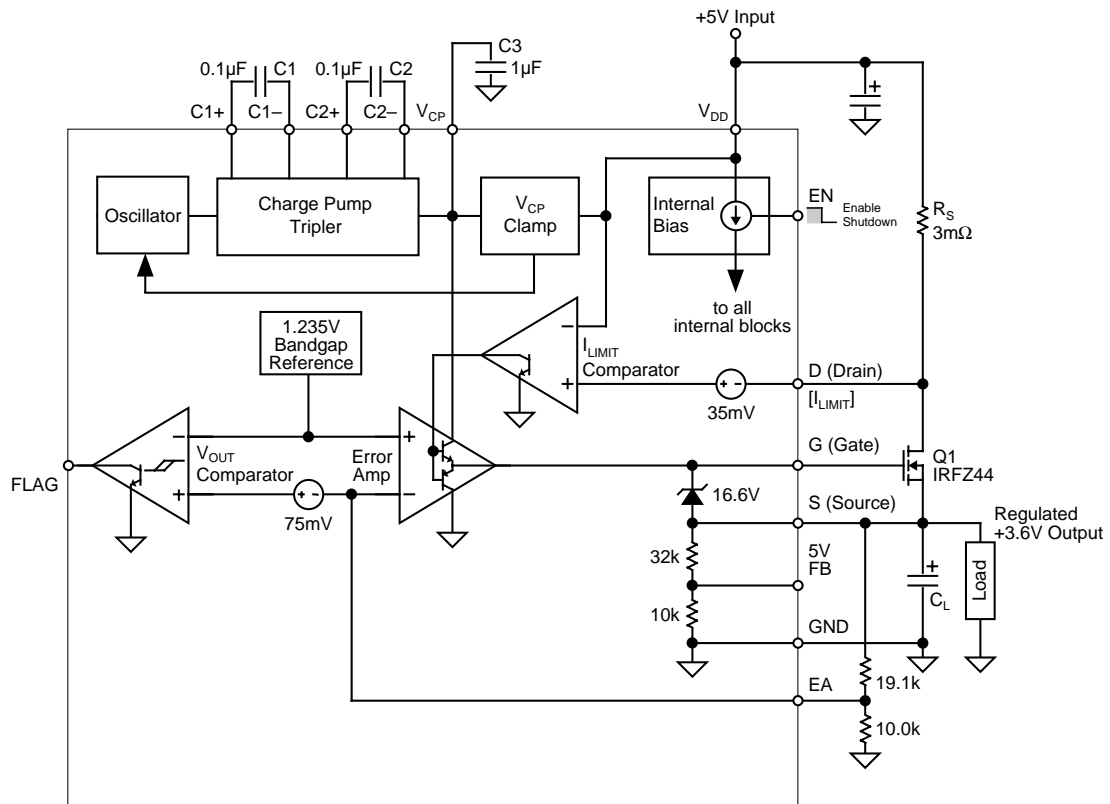 +5V Input
C3
1µF
0.1µF
C1
0.1µF
C2
C1+
C1–
C2+
C2–
VCP
VDD
Oscillator
Charge Pump
Tripler
VCP
Clamp
Internal
Bias
EN
Enable
Shutdown
RS
3mΩ
to all
internal blocks
1.235V
Bandgap
Reference
–
ILIMIT
Comparator
+
+ -
35mV
D (Drain)
[ILIMIT]
–
VOUT
Comparator
+
+ -
75mV
Error
Amp
+
–
FLAG
G (Gate)
Q1
IRFZ44
16.6V
S (Source)
Regulated
+3.6V Output
32k
5V
FB
10k
+
CL
Load
GND
19.1k
EA
10.0k
+